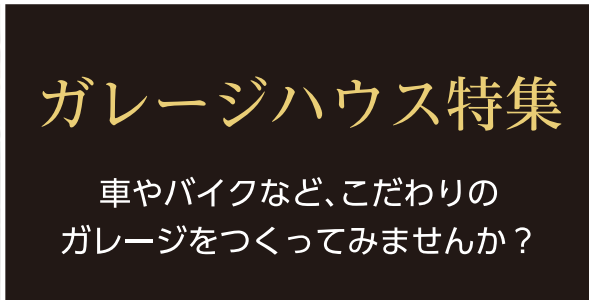 ガレージハウス特集
車やバイクなど、こだわりの
ガレージをつくってみませんか？